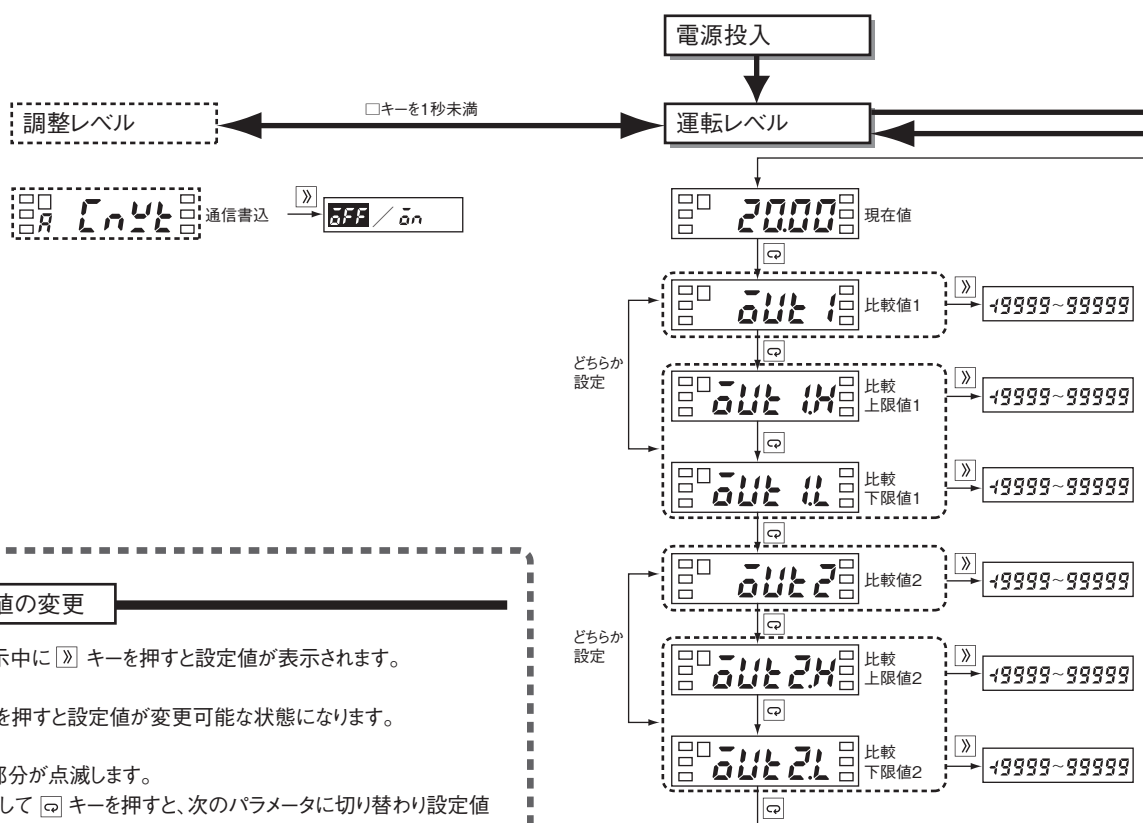 電源投入
調整レベル
□キーを1秒未満
運転レベル
A CnWt 通信書込
oFF / on
20.00 現在値
out 1 比較値1
-19999~99999
どちらか
設定
out 1.H 比較
上限値1
-19999~99999
out 1.L 比較
下限値1
-19999~99999
out 2 比較値2
-19999~99999
どちらか
設定
out 2.H 比較
上限値2
-19999~99999
out 2.L 比較
下限値2
-19999~99999
値の変更
示中に キーを押すと設定値が表示されます。
を押すと設定値が変更可能な状態になります。
部分が点滅します。
して キーを押すと、次のパラメータに切り替わり設定値